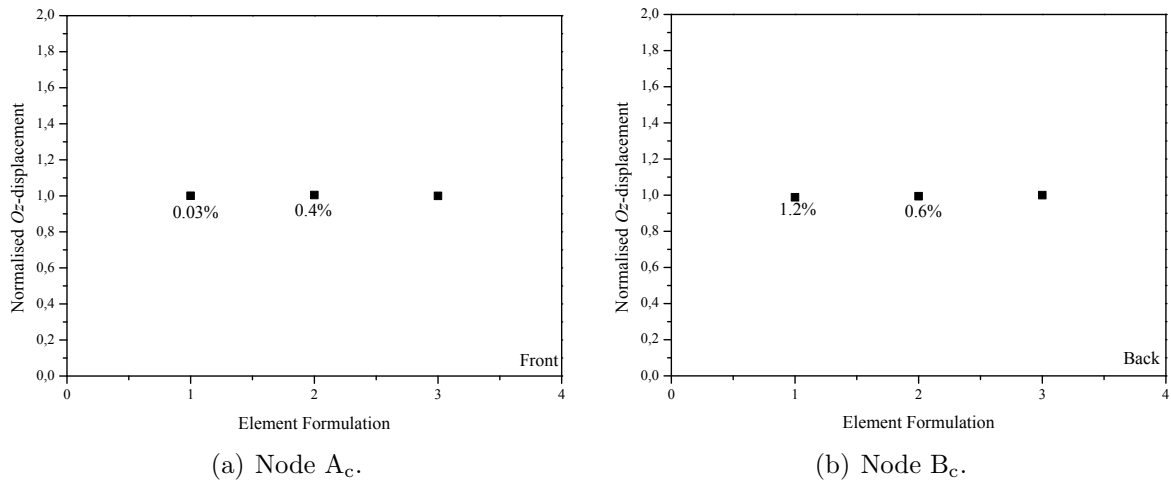 2,0
1,8
1,6
1,4
1,2
1,0
0,8
0,6
0,4
0,2
0,0
Normalised Oz-displacement
0.03%
0.4%
Front
0 1 2 3 4
Element Formulation
(a) Node Ac.
2,0
1,8
1,6
1,4
1,2
1,0
0,8
0,6
0,4
0,2
0,0
Normalised Oz-displacement
1.2%
0.6%
Back
0 1 2 3 4
Element Formulation
(b) Node Bc.